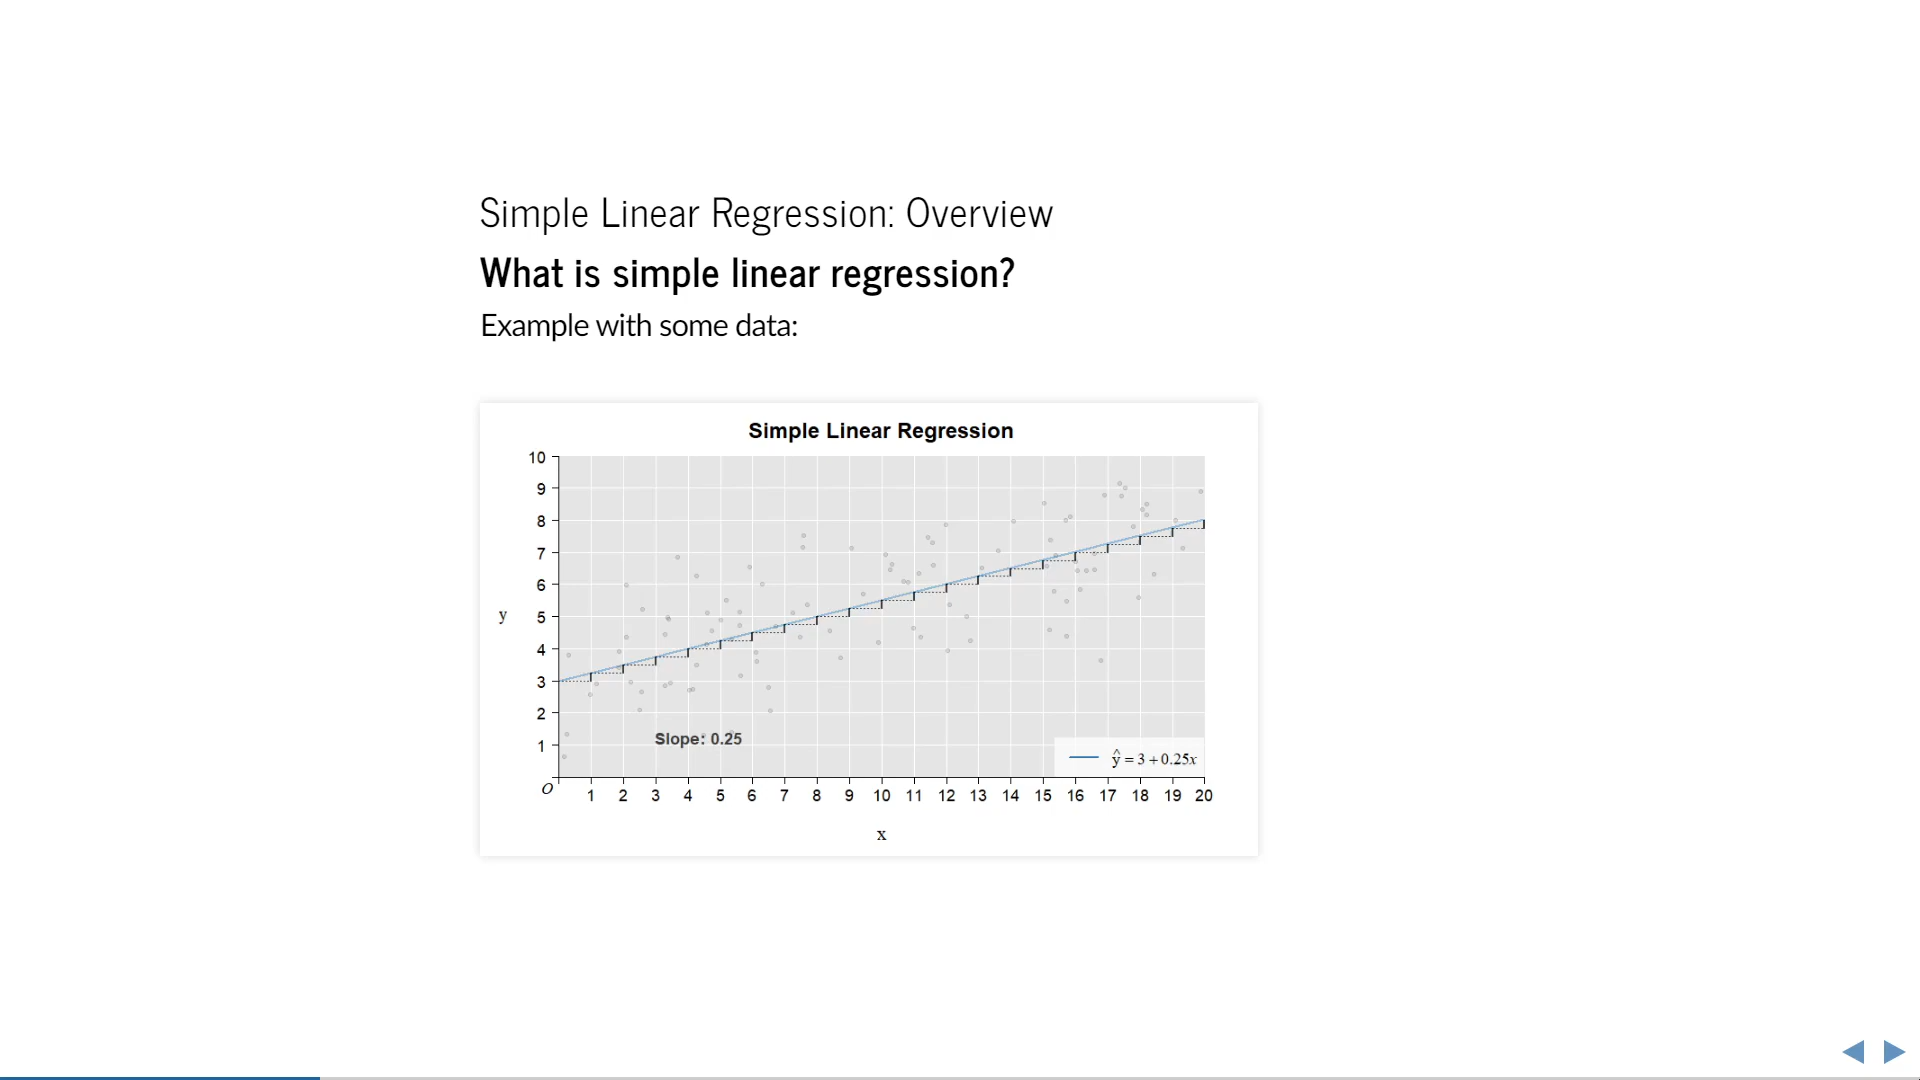 Simple Linear Regression: Overview
What is simple linear regression?
Example with some data:
Simple Linear Regression
10
9
8
7
6
5
4
3
2
1
y
Slope: 0.25
ŷ = 3 + 0.25x
O
1 2 3 4 5 6 7 8 9 10 11 12 13 14 15 16 17 18 19 20
x